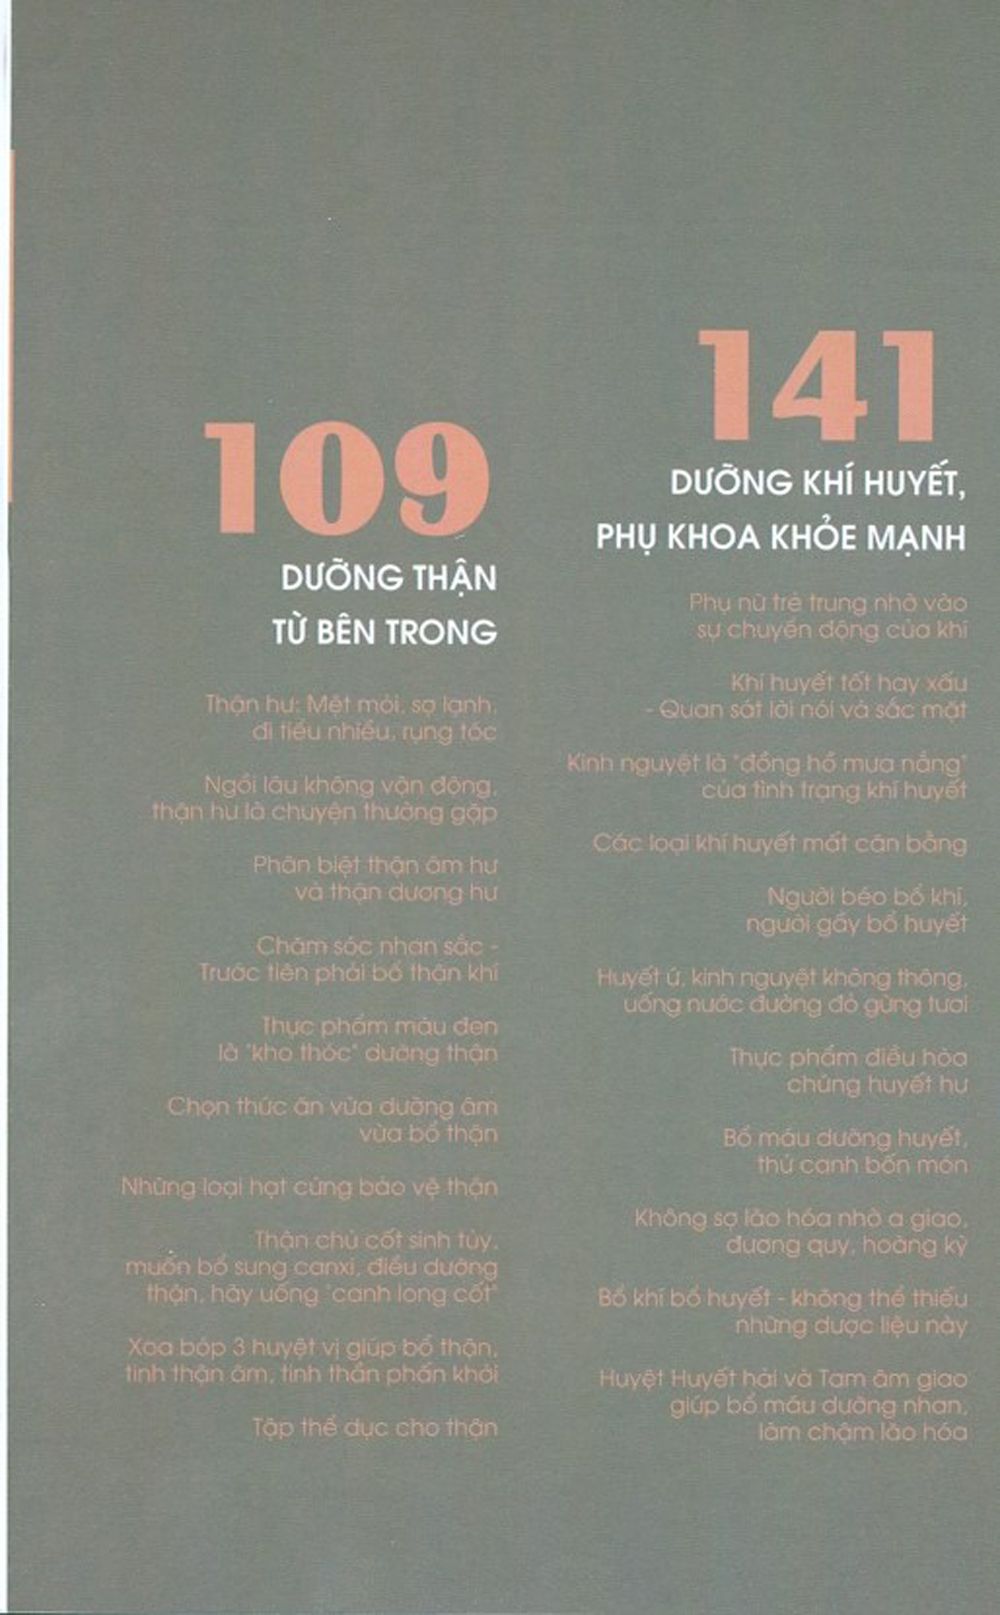 109
DƯỠNG THẬN
TỪ BÊN TRONG
Thận hư: Mệt mỏi, sợ lạnh,
đi tiểu nhiều, rụng tóc
Ngồi lâu không vận động,
thận hư là chuyện thường gặp
Phân biệt thận âm hư
và thận dương hư
Chăm sóc nhan sắc -
Trước tiên phải bổ thận khí
Thực phẩm màu đen
là "kho thóc" dưỡng thận
Chọn thức ăn vừa dưỡng âm
vừa bổ thận
Những loại hạt cứng bảo vệ thận
Thận chủ cốt sinh tủy,
muốn bổ sung canxi, điều dưỡng
thận, hãy uống "canh long cốt"
Xoa bóp 3 huyệt vị giúp bổ thận,
tinh thận âm, tinh thần phấn khởi
Tập thể dục cho thận
141
DƯỠNG KHÍ HUYẾT,
PHỤ KHOA KHỎE MẠNH
Phụ nữ trẻ trung nhờ vào
sự chuyển động của khí
Khí huyết tốt hay xấu
- Quan sát lời nói và sắc mặt
Kinh nguyệt là "đồng hồ mưa nắng"
của tình trạng khí huyết
Các loại khí huyết mất cân bằng
Người béo bổ khí,
người gầy bổ huyết
Huyết ứ, kinh nguyệt không thông,
uống nước đường đỏ gừng tươi
Thực phẩm điều hòa
chứng huyết hư
Bổ máu dưỡng huyết,
thử canh bốn món
Không sợ lão hóa nhờ a giao,
đương quy, hoàng kỳ
Bổ khí bổ huyết - không thể thiếu
những dược liệu này
Huyệt Huyết hải và Tam âm giao
giúp bổ máu dưỡng nhan,
làm chậm lão hóa